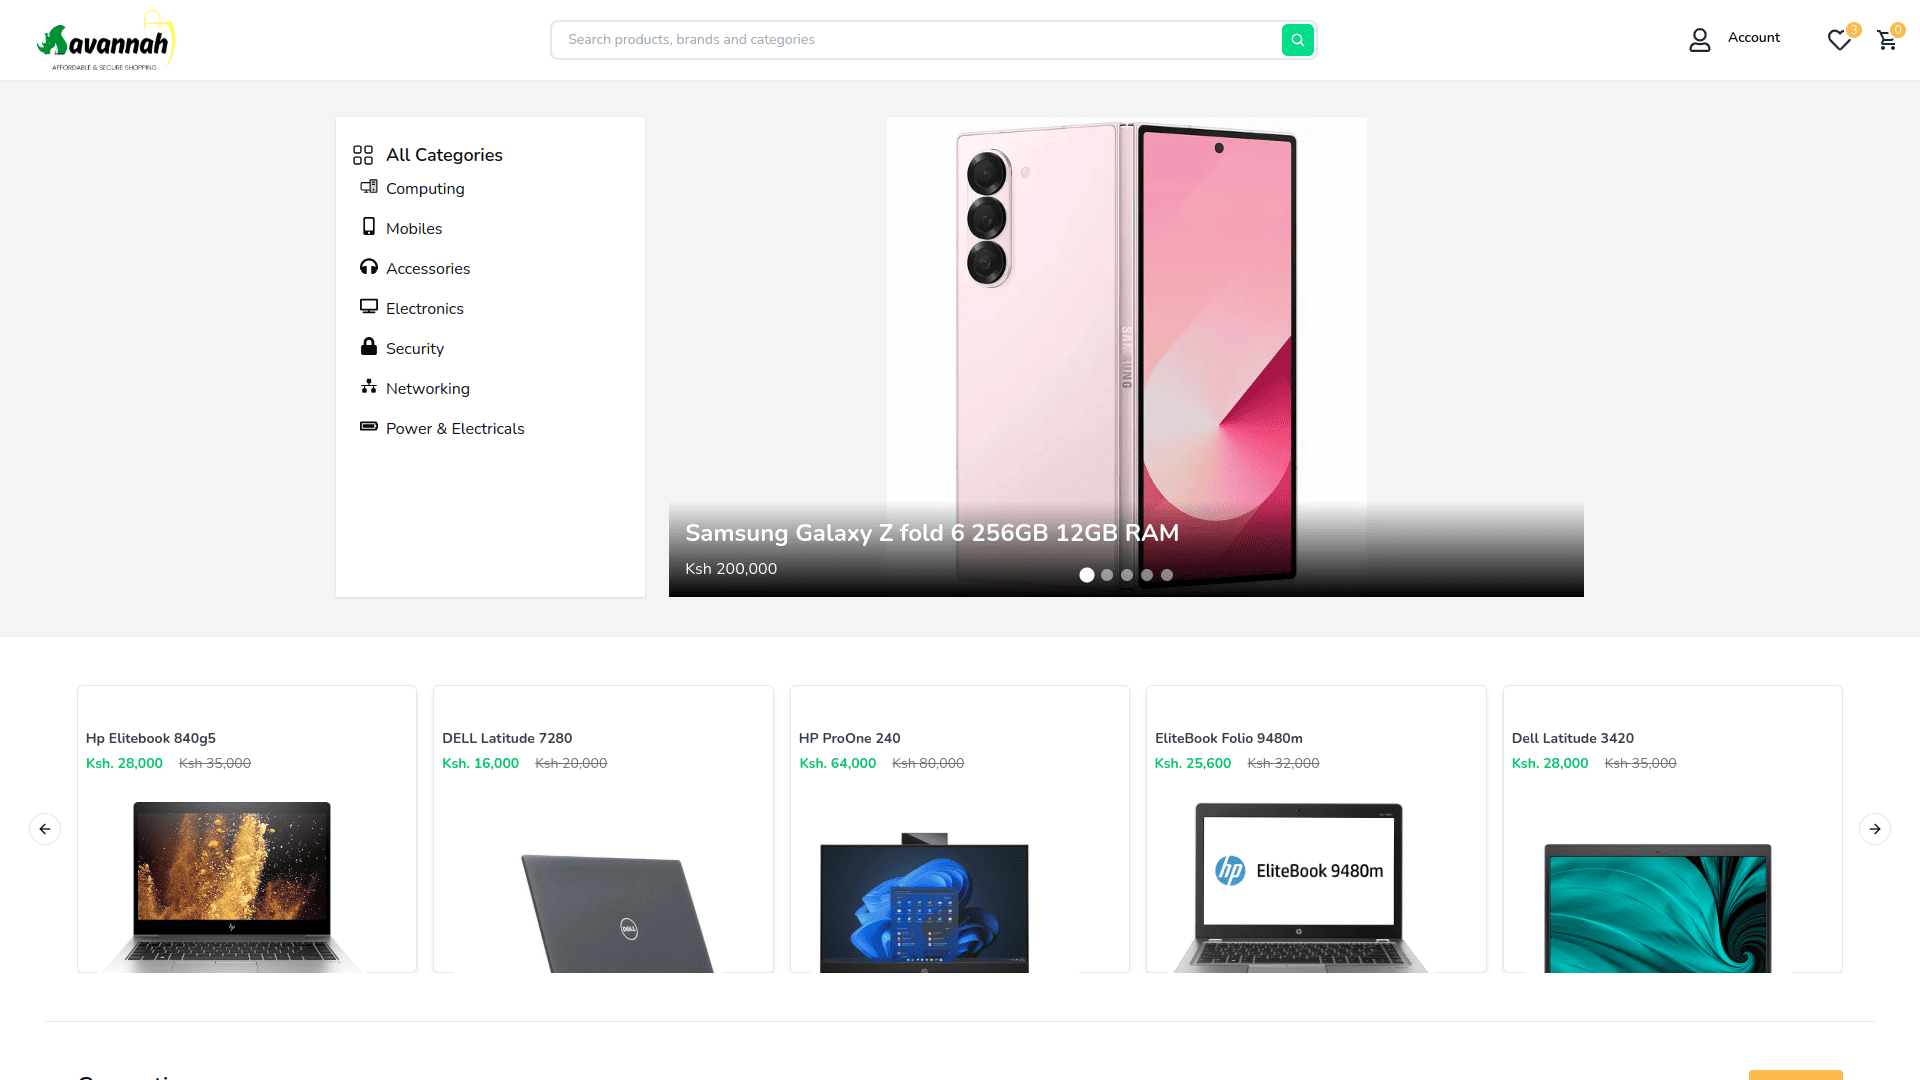 Savannah
AFFORDABLE & SECURE SHOPPING
Search products, brands and categories
Account
3
0
All Categories
Computing
Mobiles
Accessories
Electronics
Security
Networking
Power & Electricals
SAMSUNG
Samsung Galaxy Z fold 6 256GB 12GB RAM
Ksh 200,000
Hp Elitebook 840g5
Ksh. 28,000 Ksh 35,000
DELL Latitude 7280
Ksh. 16,000 Ksh 20,000
DELL
HP ProOne 240
Ksh. 64,000 Ksh 80,000
EliteBook Folio 9480m
Ksh. 25,600 Ksh 32,000
hp EliteBook 9480m
Dell Latitude 3420
Ksh. 28,000 Ksh 35,000